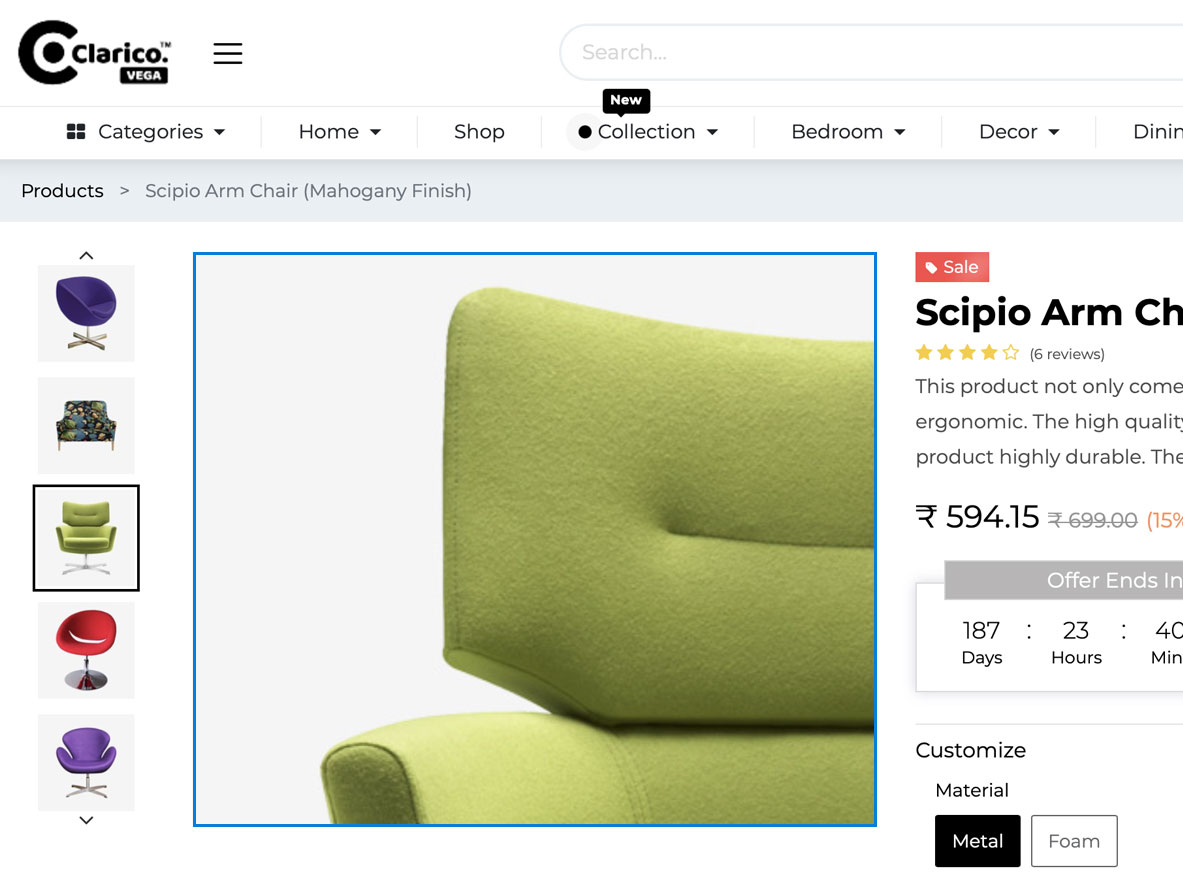 Clarico.™
VEGA
Search...
New
Categories Home Shop Collection Bedroom Decor Dinin
Products > Scipio Arm Chair (Mahogany Finish)
Sale
Scipio Arm Ch
(6 reviews)
This product not only come
ergonomic. The high quality
product highly durable. The
₹ 594.15 ₹ 699.00 (15%
Offer Ends In
187 : 23 : 40
Days Hours Min
Customize
Material
Metal Foam